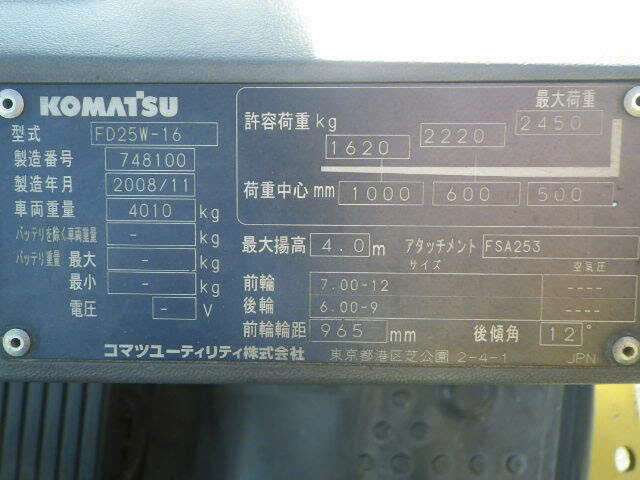 KOMATSU
型式 FD25W-16
製造番号 748100
製造年月 2008/11
車両重量 4010 kg
バッテリを除く車両重量 - kg
バッテリ重量 最大 - kg
最小 - kg
電圧 - V
最大荷重
許容荷重 kg 1620 2220 2450
荷重中心 mm 1000 600 500
最大揚高 4.0 m アタッチメント FSA253
サイズ 空気圧
前輪 7.00-12 ----
後輪 6.00-9 ----
前輪輪距 965 mm 後傾角 12°
コマツユーティリティ株式会社 東京都港区芝公園 2-4-1 JPN